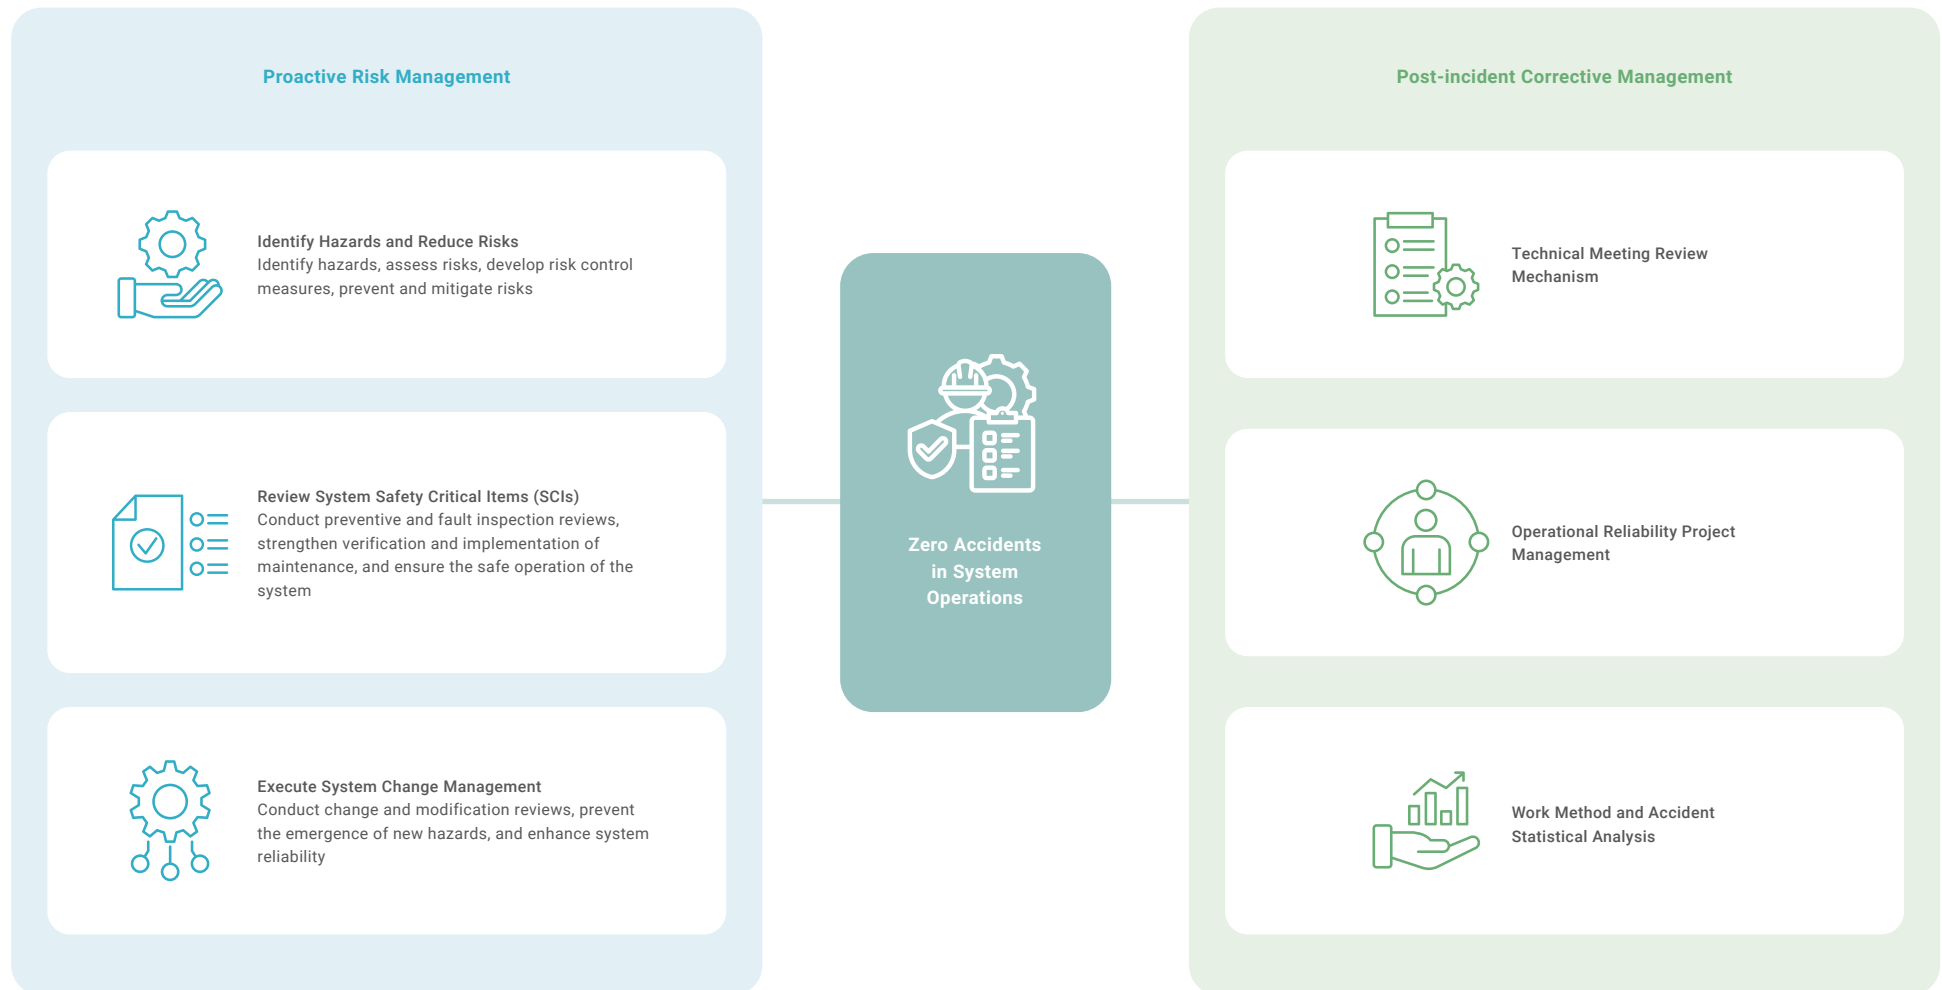 Proactive Risk Management
Identify Hazards and Reduce Risks
Identify hazards, assess risks, develop risk control
measures, prevent and mitigate risks
Review System Safety Critical Items (SCIs)
Conduct preventive and fault inspection reviews,
strengthen verification and implementation of
maintenance, and ensure the safe operation of the
system
Execute System Change Management
Conduct change and modification reviews, prevent
the emergence of new hazards, and enhance system
reliability
Zero Accidents
in System
Operations
Post-incident Corrective Management
Technical Meeting Review
Mechanism
Operational Reliability Project
Management
Work Method and Accident
Statistical Analysis